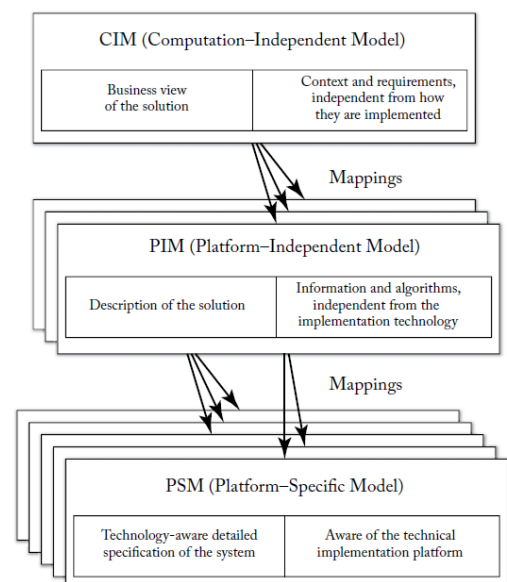 CIM (Computation–Independent Model)
Business view
of the solution
Context and requirements,
independent from how
they are implemented
Mappings
PIM (Platform–Independent Model)
Description of the solution
Information and algorithms,
independent from the
implementation technology
Mappings
PSM (Platform–Specific Model)
Technology-aware detailed
specification of the system
Aware of the technical
implementation platform